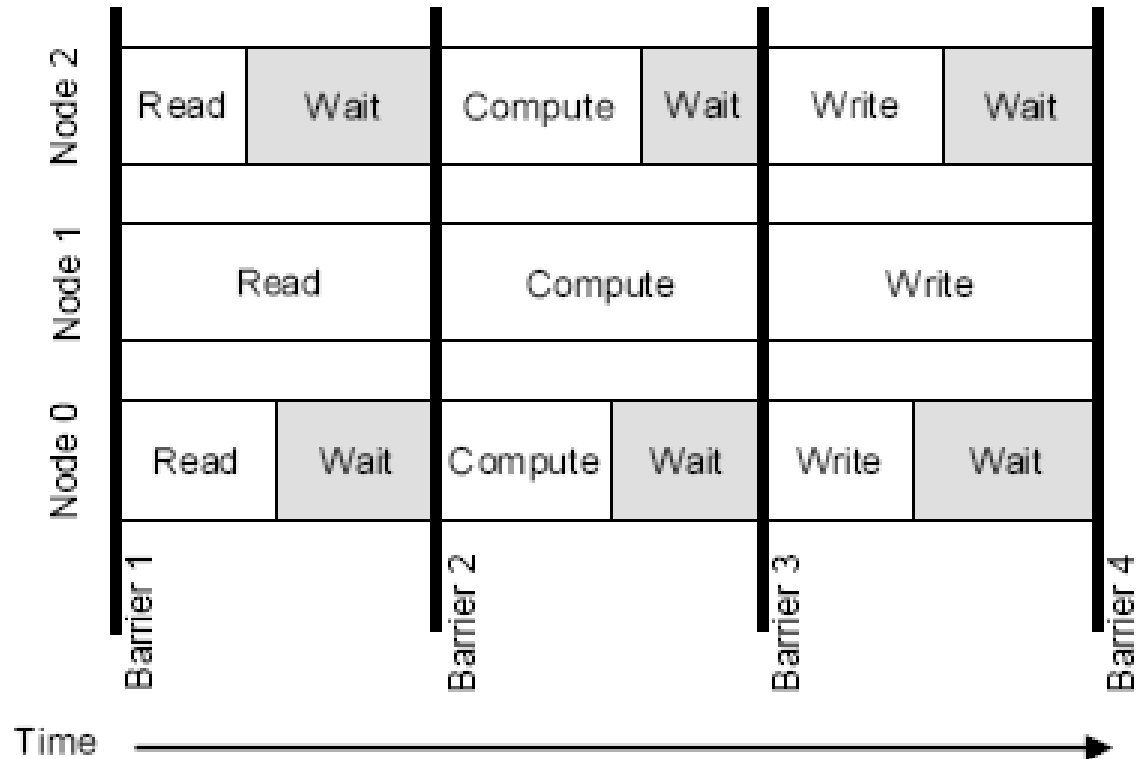 Node 2
Read Wait Compute Wait Write Wait
Node 1
Read Compute Write
Node 0
Read Wait Compute Wait Write Wait
Barrier 1
Barrier 2
Barrier 3
Barrier 4
Time